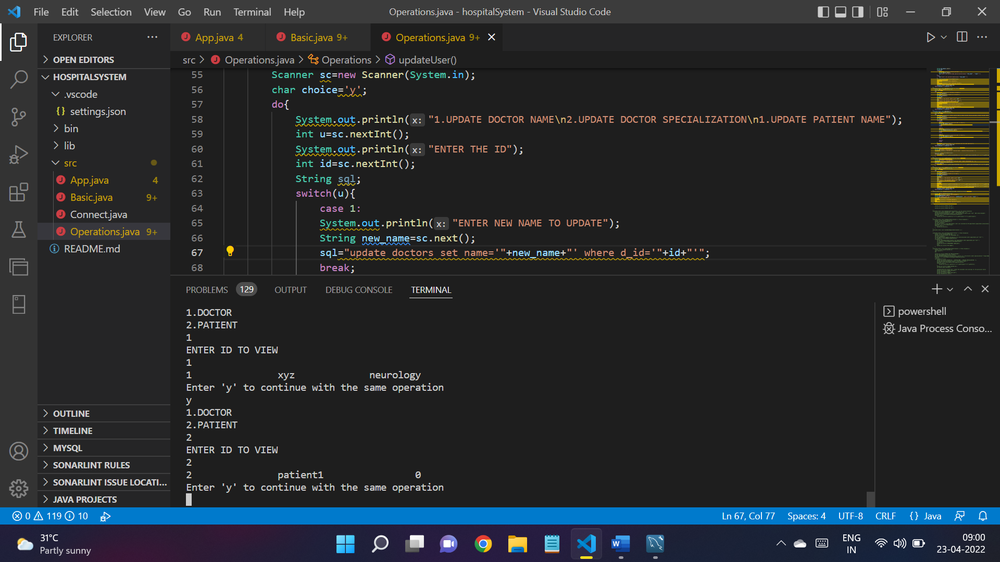 File Edit Selection View Go Run Terminal Help
Operations.java - hospitalSystem - Visual Studio Code
EXPLORER
App.java 4
Basic.java 9+
Operations.java 9+
OPEN EDITORS
src > Operations.java > Operations > updateUser()
HOSPITALSYSTEM
.vscode
{} settings.json
bin
lib
src
App.java 4
Basic.java 9+
Connect.java
Operations.java 9+
README.md
55 Scanner sc=new Scanner(System.in);
56 char choice='y';
57 do{
58 System.out.println(x: "1.UPDATE DOCTOR NAME\n2.UPDATE DOCTOR SPECIALIZATION\n1.UPDATE PATIENT NAME");
59 int u=sc.nextInt();
60 System.out.println(x: "ENTER THE ID");
61 int id=sc.nextInt();
62 String sql;
63 switch(u){
64 case 1:
65 System.out.println(x: "ENTER NEW NAME TO UPDATE");
66 String new_name=sc.next();
67 sql="update doctors set name='"+new_name+"' where d_id='"+id+"'";
68 break;
PROBLEMS 129 OUTPUT DEBUG CONSOLE TERMINAL
1.DOCTOR
2.PATIENT
1
ENTER ID TO VIEW
1
1 xyz neurology
Enter 'y' to continue with the same operation
y
1.DOCTOR
2.PATIENT
2
ENTER ID TO VIEW
2
2 patient1 0
Enter 'y' to continue with the same operation
powershell
Java Process Conso...
OUTLINE
TIMELINE
MYSQL
SONARLINT RULES
SONARLINT ISSUE LOCATI...
JAVA PROJECTS
0 119 10
Ln 67, Col 77 Spaces: 4 UTF-8 CRLF {} Java
31°C
Partly sunny
ENG
IN
09:00
23-04-2022